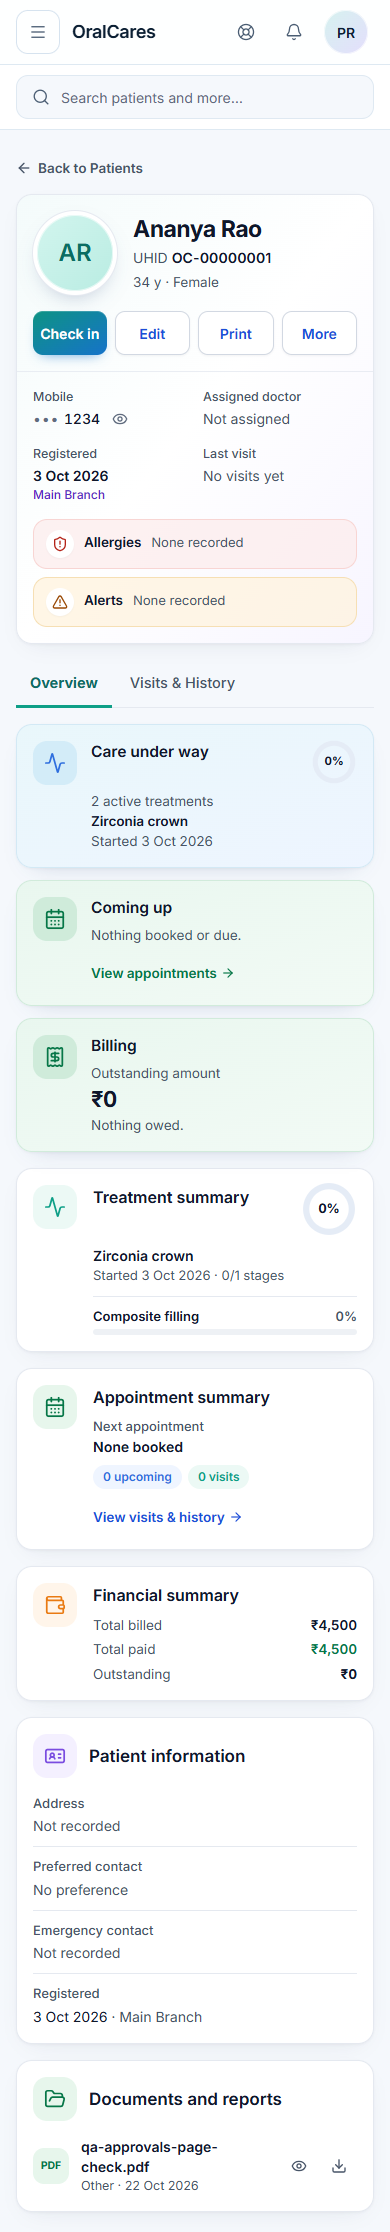 OralCares
PR
Search patients and more...
← Back to Patients
AR
Ananya Rao
UHID OC-00000001
34 y · Female
Check in
Edit
Print
More
Mobile
••• 1234
Assigned doctor
Not assigned
Registered
3 Oct 2026
Main Branch
Last visit
No visits yet
Allergies None recorded
Alerts None recorded
Overview
Visits & History
Care under way
0%
2 active treatments
Zirconia crown
Started 3 Oct 2026
Coming up
Nothing booked or due.
View appointments →
Billing
Outstanding amount
₹0
Nothing owed.
Treatment summary
0%
Zirconia crown
Started 3 Oct 2026 · 0/1 stages
Composite filling 0%
Appointment summary
Next appointment
None booked
0 upcoming
0 visits
View visits & history →
Financial summary
Total billed ₹4,500
Total paid ₹4,500
Outstanding ₹0
Patient information
Address
Not recorded
Preferred contact
No preference
Emergency contact
Not recorded
Registered
3 Oct 2026 · Main Branch
Documents and reports
PDF
qa-approvals-page-
check.pdf
Other · 22 Oct 2026